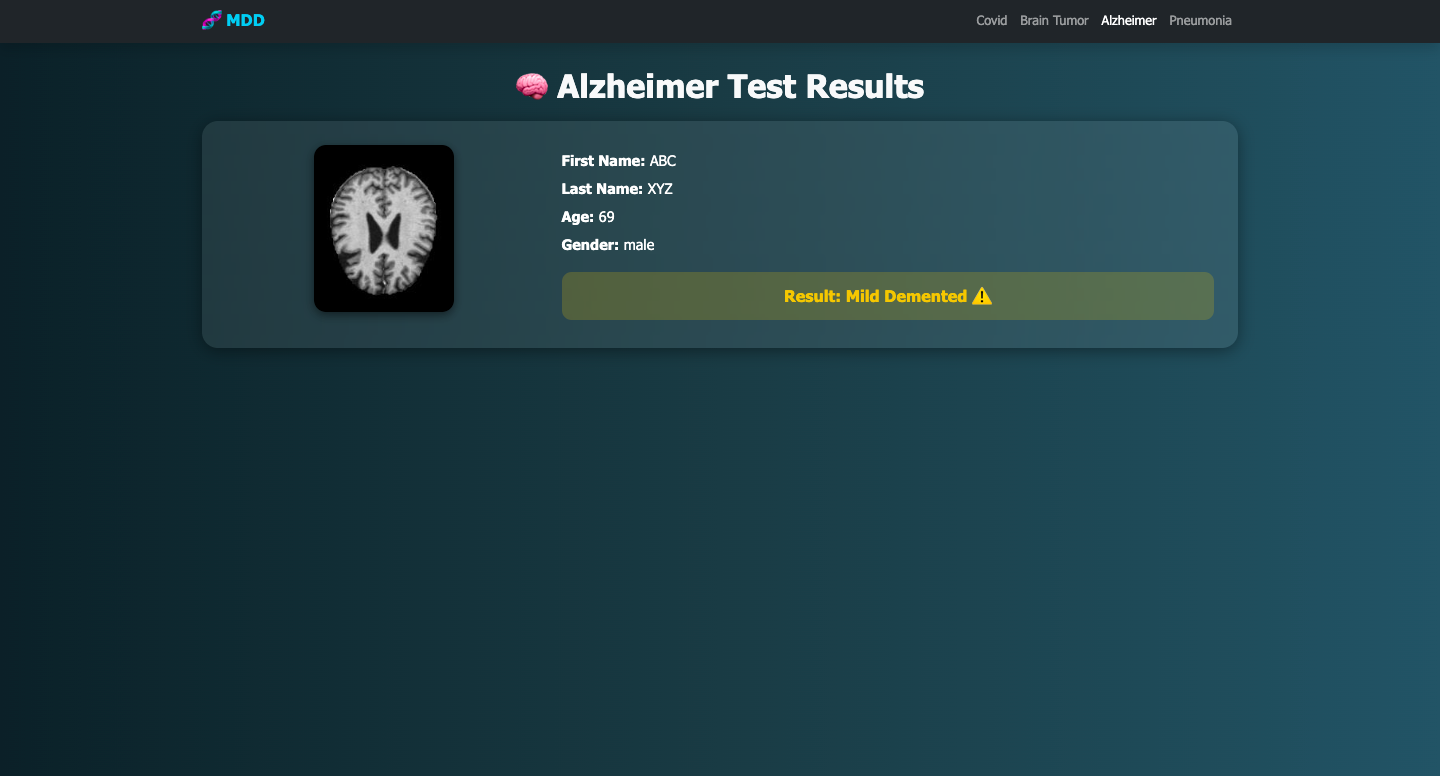 🧬 MDD
Covid Brain Tumor Alzheimer Pneumonia
🧠 Alzheimer Test Results
First Name: ABC
Last Name: XYZ
Age: 69
Gender: male
Result: Mild Demented ⚠️